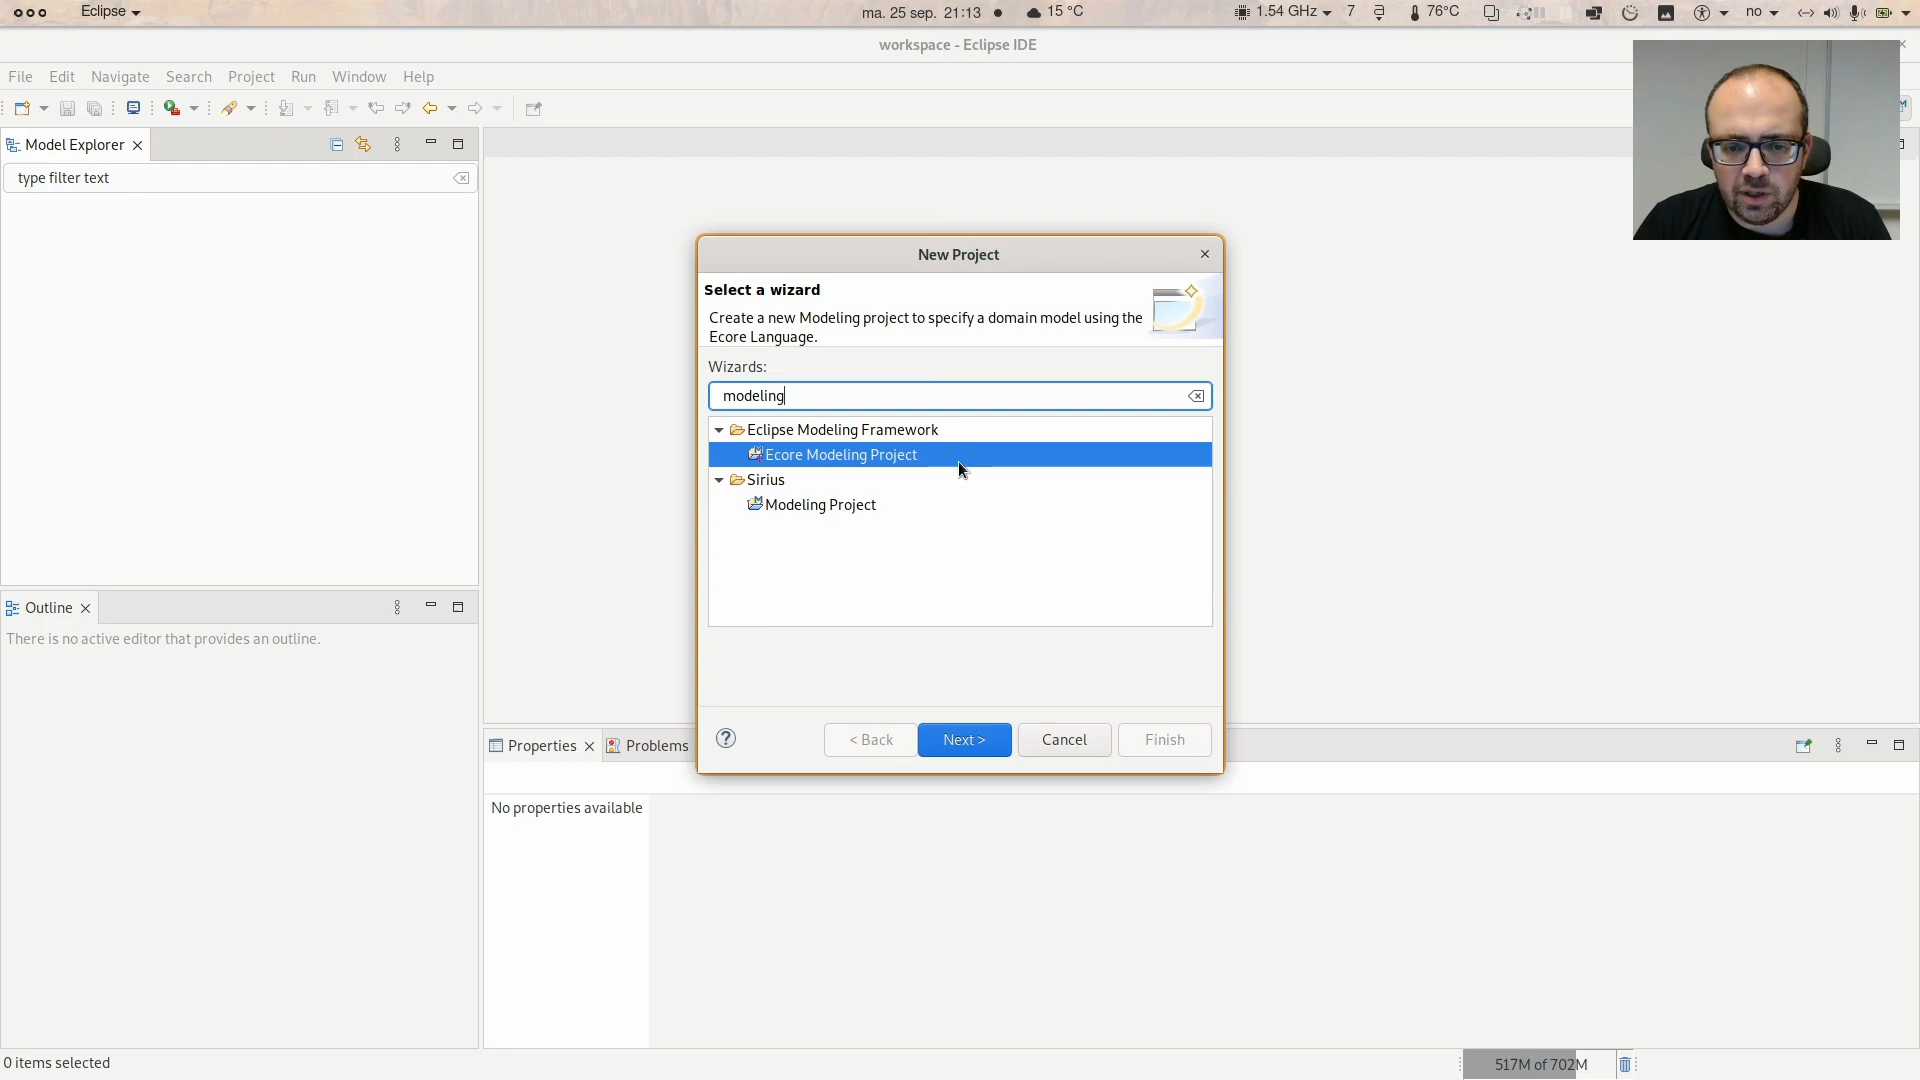 Eclipse
ma. 25 sep. 21:13
15 °C
1.54 GHz
7
76°C
no
workspace - Eclipse IDE
File Edit Navigate Search Project Run Window Help
Model Explorer
type filter text
New Project
Select a wizard
Create a new Modeling project to specify a domain model using the
Ecore Language.
Wizards:
modeling
Eclipse Modeling Framework
Ecore Modeling Project
Sirius
Modeling Project
< Back Next > Cancel Finish
Outline
There is no active editor that provides an outline.
Properties
Problems
No properties available
0 items selected
517M of 702M